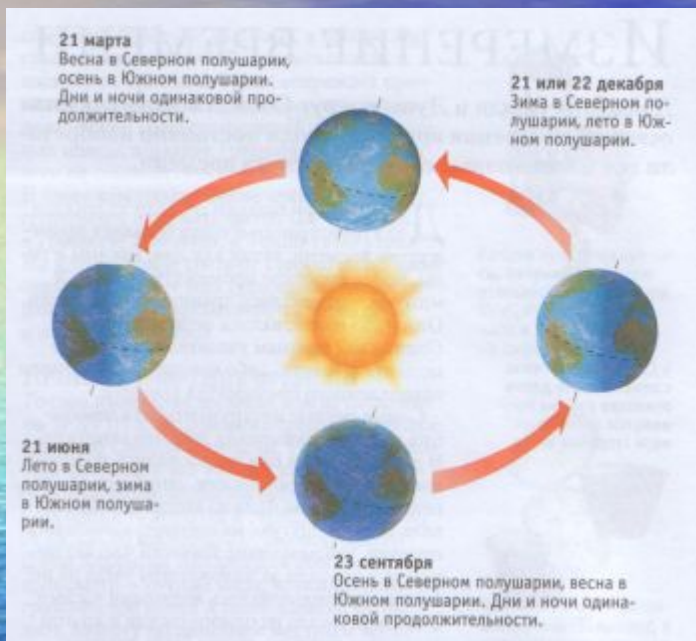 ИЗМЕРЕНИЕ ВРЕМЕНИ
21 марта
Весна в Северном полушарии,
осень в Южном полушарии.
Дни и ночи одинаковой про-
должительности.
21 или 22 декабря
Зима в Северном по-
лушарии, лето в Юж-
ном полушарии.
21 июня
Лето в Северном
полушарии, зима
в Южном полуша-
рии.
23 сентября
Осень в Северном полушарии, весна в
Южном полушарии. Дни и ночи одина-
ковой продолжительности.